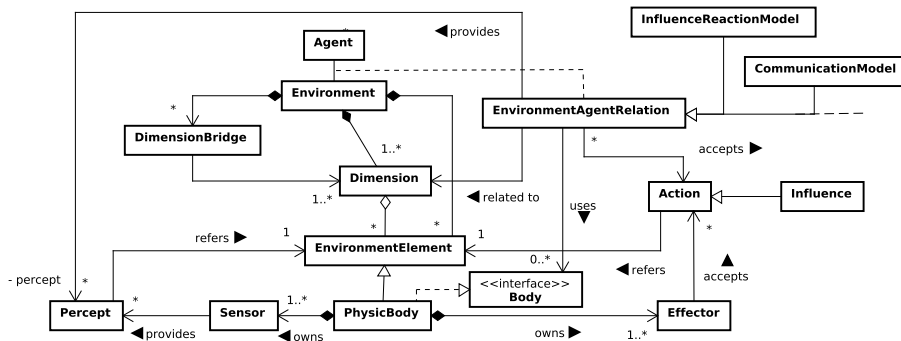 InfluenceReactionModel
Agent
*
provides
CommunicationModel
Environment
*
EnvironmentAgentRelation
DimensionBridge
*
accepts
1..*
Dimension
1..*
related to
Action
Influence
uses
*
*
*
refers
1
EnvironmentElement
1
refers
accepts
0..*
- percept
*
<<interface>>
Body
*
1..*
Percept
Sensor
PhysicBody
Effector
provides
owns
owns
1..*